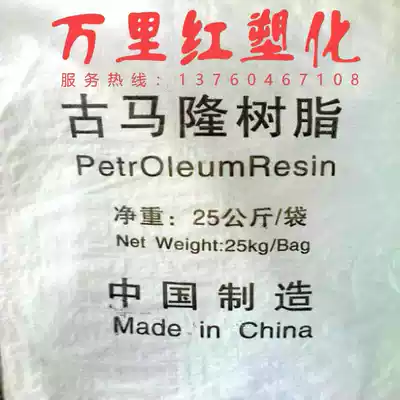 万里红塑化
服务热线：13760467108
古马隆树脂
PetrOleumResin
净重：25公斤/袋
Net Weight:25kg/Bag
中国制造
Made in China